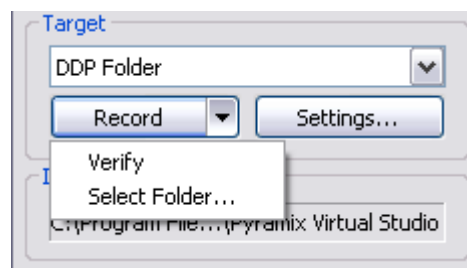 Target
DDP Folder
Record
Settings...
Verify
Select Folder...
C:\Program File...\Pyramix Virtual Studio